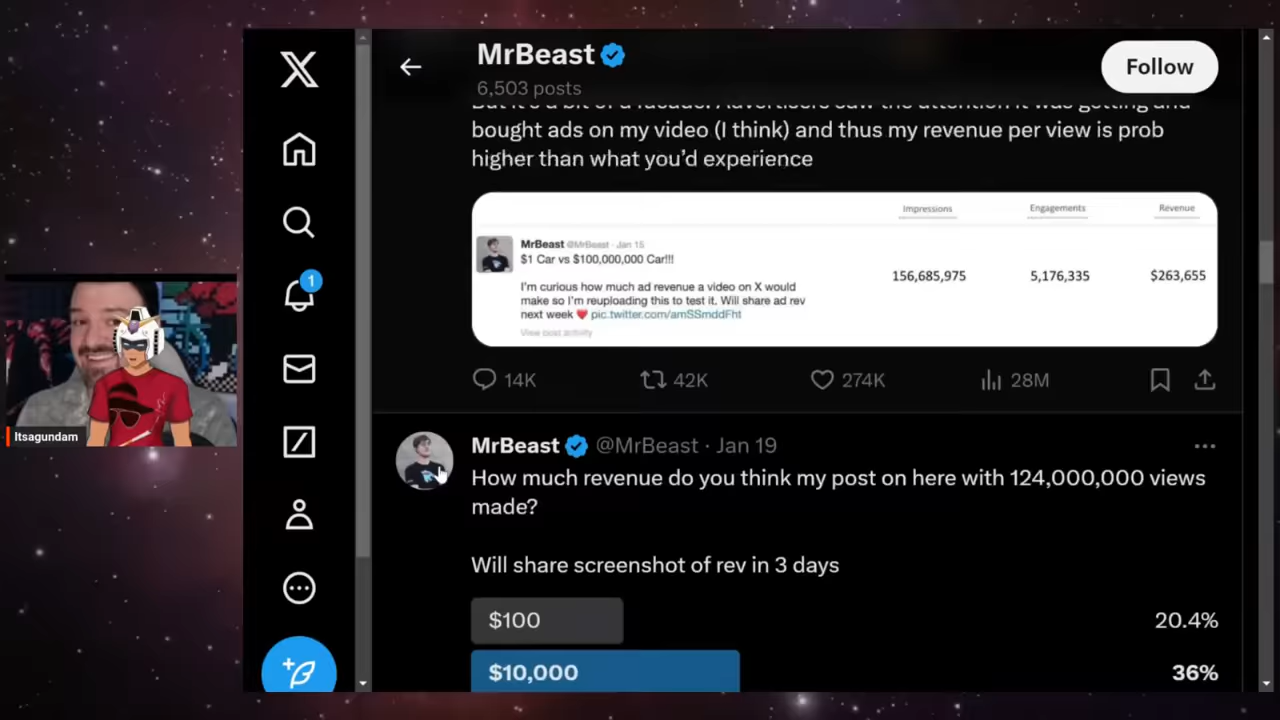 MrBeast
6,503 posts
Follow
But it's a bit of a facade. Advertisers saw the attention it was getting and
bought ads on my video (I think) and thus my revenue per view is prob
higher than what you'd experience
Impressions Engagements Revenue
MrBeast @MrBeast · Jan 15
$1 Car vs $100,000,000 Car!!!
156,685,975 5,176,335 $263,655
I'm curious how much ad revenue a video on X would
make so I'm reuploading this to test it. Will share ad rev
next week ❤ pic.twitter.com/amSSmddFht
View post activity
14K 42K 274K 28M
1
Itsagundam
MrBeast @MrBeast · Jan 19
How much revenue do you think my post on here with 124,000,000 views
made?
Will share screenshot of rev in 3 days
$100 20.4%
$10,000 36%